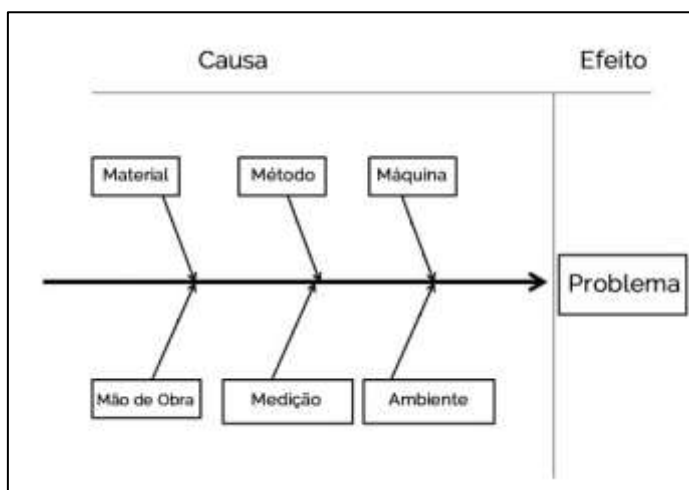 Causa
Efeito
Material
Método
Máquina
Problema
Mão de Obra
Medição
Ambiente